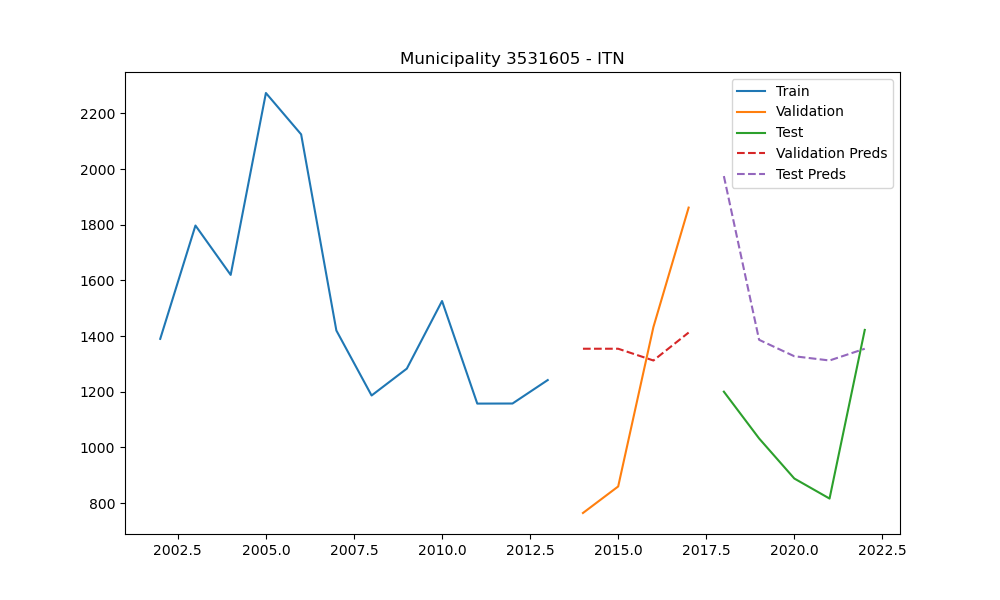 Municipality 3531605 - ITN
Train
Validation
Test
Validation Preds
Test Preds
2200
2000
1800
1600
1400
1200
1000
800
2002.5 2005.0 2007.5 2010.0 2012.5 2015.0 2017.5 2020.0 2022.5